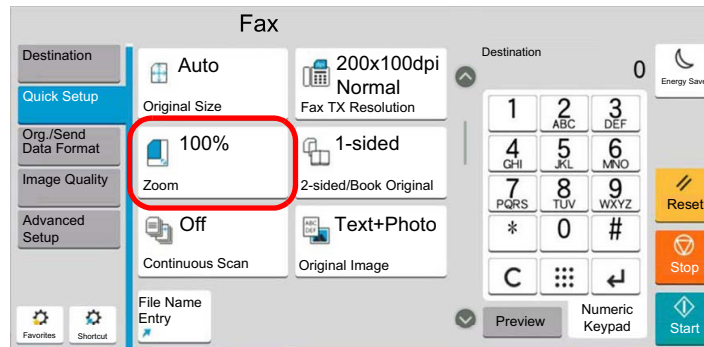 Fax
Destination
Quick Setup
Org./Send
Data Format
Image Quality
Advanced
Setup
Favorites
Shortcut
Auto
Original Size
200x100dpi
Normal
Fax TX Resolution
100%
Zoom
1-sided
2-sided/Book Original
Off
Continuous Scan
ABC
DEF
Text+Photo
Original Image
File Name
Entry
Destination
0
1
2
ABC
3
DEF
4
GHI
5
JKL
6
MNO
7
PQRS
8
TUV
9
WXYZ
*
0
#
C
Preview
Numeric
Keypad
Energy Save
Reset
Stop
Start